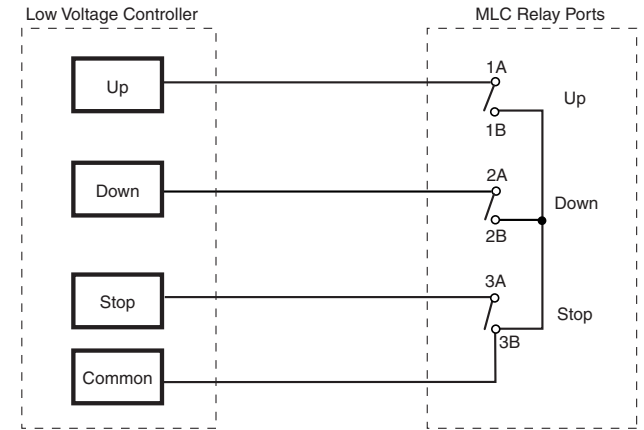 Low Voltage Controller
MLC Relay Ports
Up
1A
Up
1B
Down
2A
Down
2B
Stop
3A
Stop
3B
Common